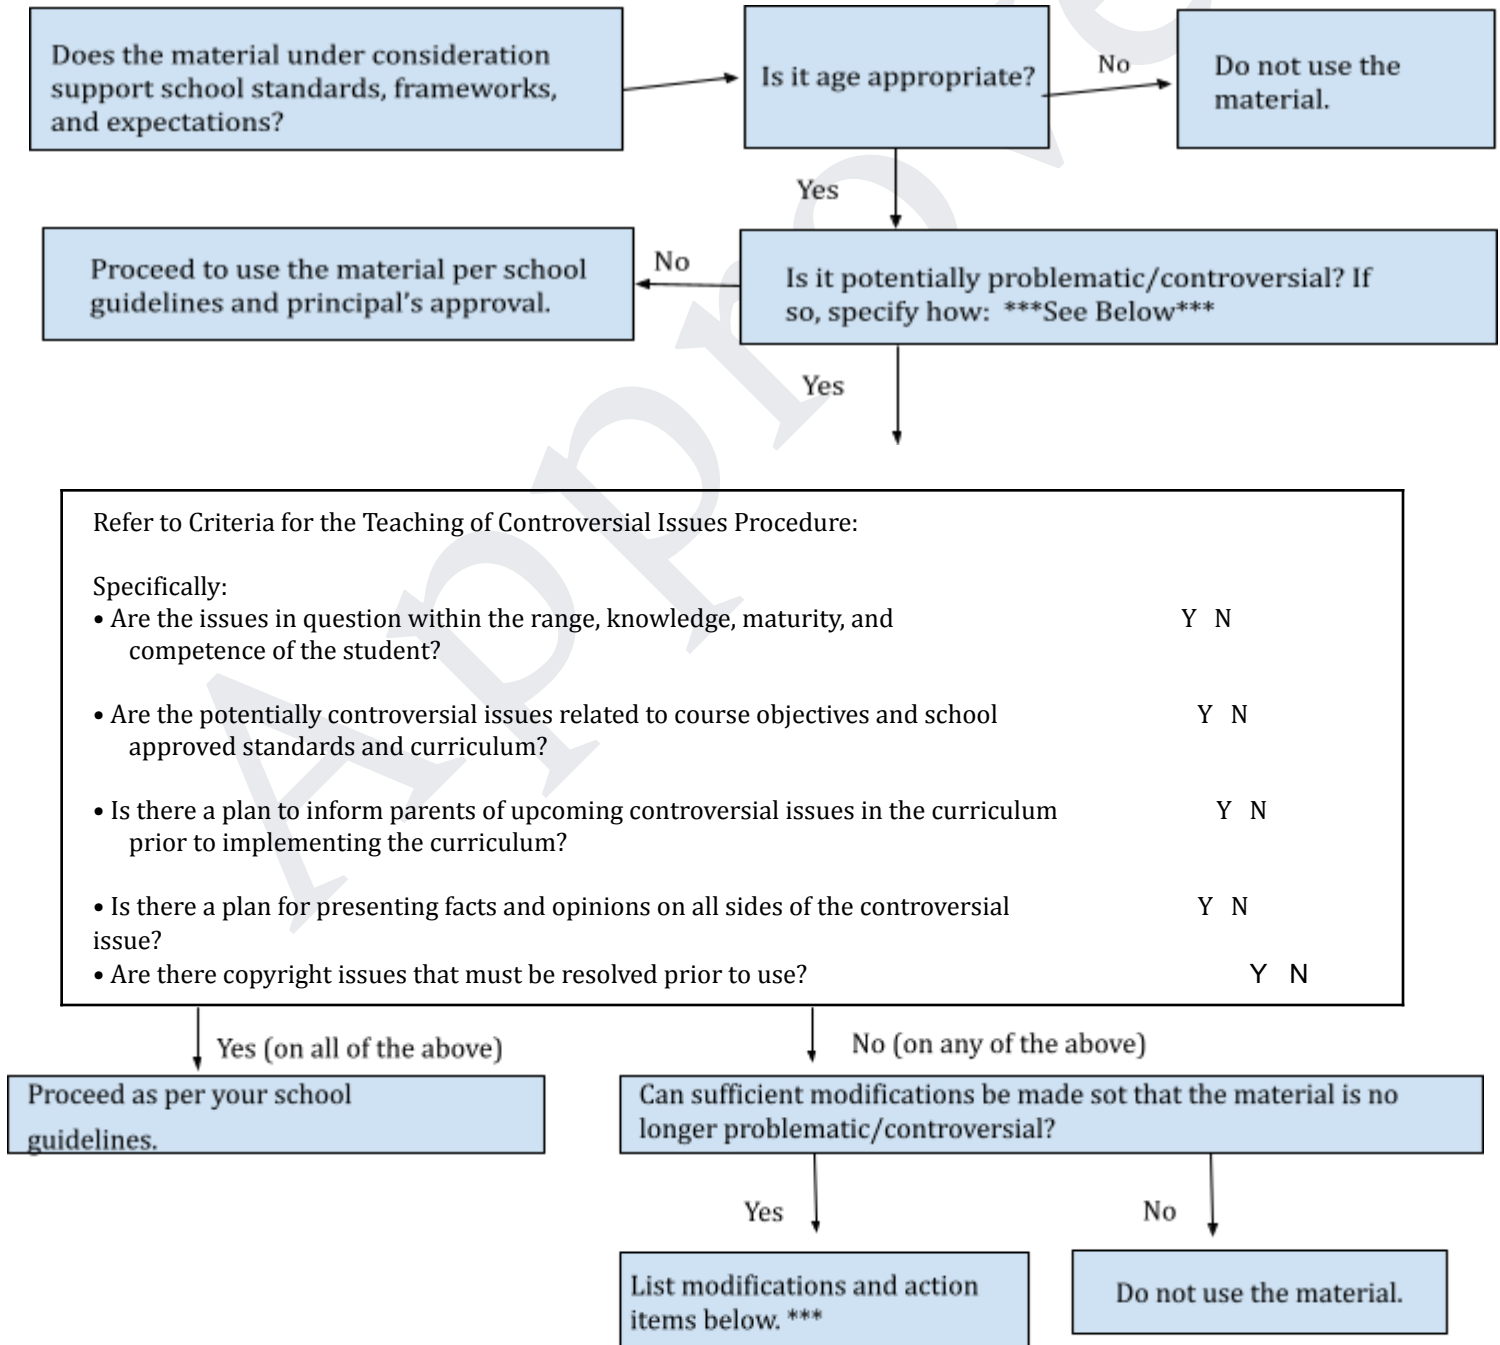 Does the material under consideration
support school standards, frameworks,
and expectations?
Is it age appropriate?
No
Do not use the
material.
Yes
Proceed to use the material per school
guidelines and principal's approval.
No
Is it potentially problematic/controversial? If
so, specify how: ***See Below***
Yes
Refer to Criteria for the Teaching of Controversial Issues Procedure:
Specifically:
• Are the issues in question within the range, knowledge, maturity, and Y N
competence of the student?
• Are the potentially controversial issues related to course objectives and school Y N
approved standards and curriculum?
• Is there a plan to inform parents of upcoming controversial issues in the curriculum Y N
prior to implementing the curriculum?
• Is there a plan for presenting facts and opinions on all sides of the controversial Y N
issue?
• Are there copyright issues that must be resolved prior to use? Y N
Yes (on all of the above)
No (on any of the above)
Proceed as per your school
guidelines.
Can sufficient modifications be made sot that the material is no
longer problematic/controversial?
Yes
No
List modifications and action
items below. ***
Do not use the material.